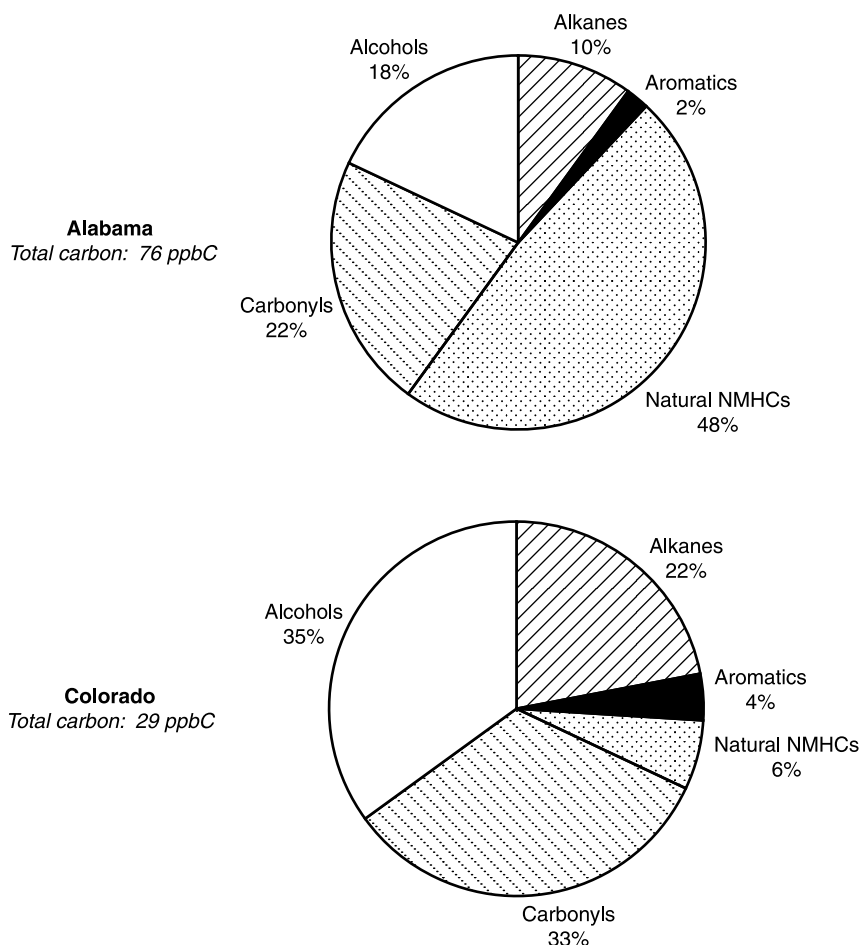 Alkanes
10%
Alcohols
18%
Aromatics
2%
Alabama
Total carbon: 76 ppbC
Carbonyls
22%
Natural NMHCs
48%
Alkanes
22%
Alcohols
35%
Aromatics
4%
Colorado
Total carbon: 29 ppbC
Natural NMHCs
6%
Carbonyls
33%